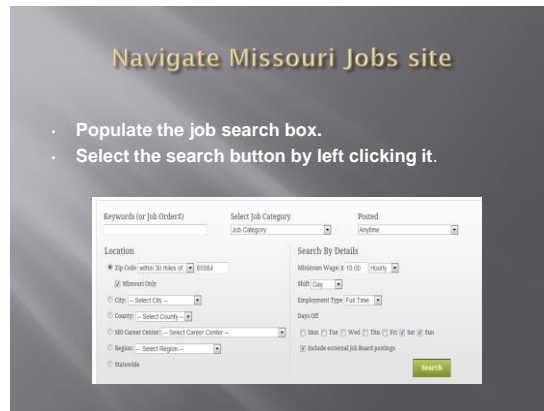 Navigate Missouri Jobs site
· Populate the job search box.
· Select the search button by left clicking it.
Keywords (or Job Order#) Select Job Category Posted
Job Category Anytime
Location Search By Details
Zip Code within 50 miles of 65584 Minimum Wage: $ 10.00 Hourly
Missouri Only Shift Day
City: -- Select City -- Employment Type Full Time
County: -- Select County -- Days Off
MO Career Center: -- Select Career Center -- Mon Tue Wed Thu Fri Sat Sun
Region: -- Select Region -- Include external Job Board postings
Statewide Search